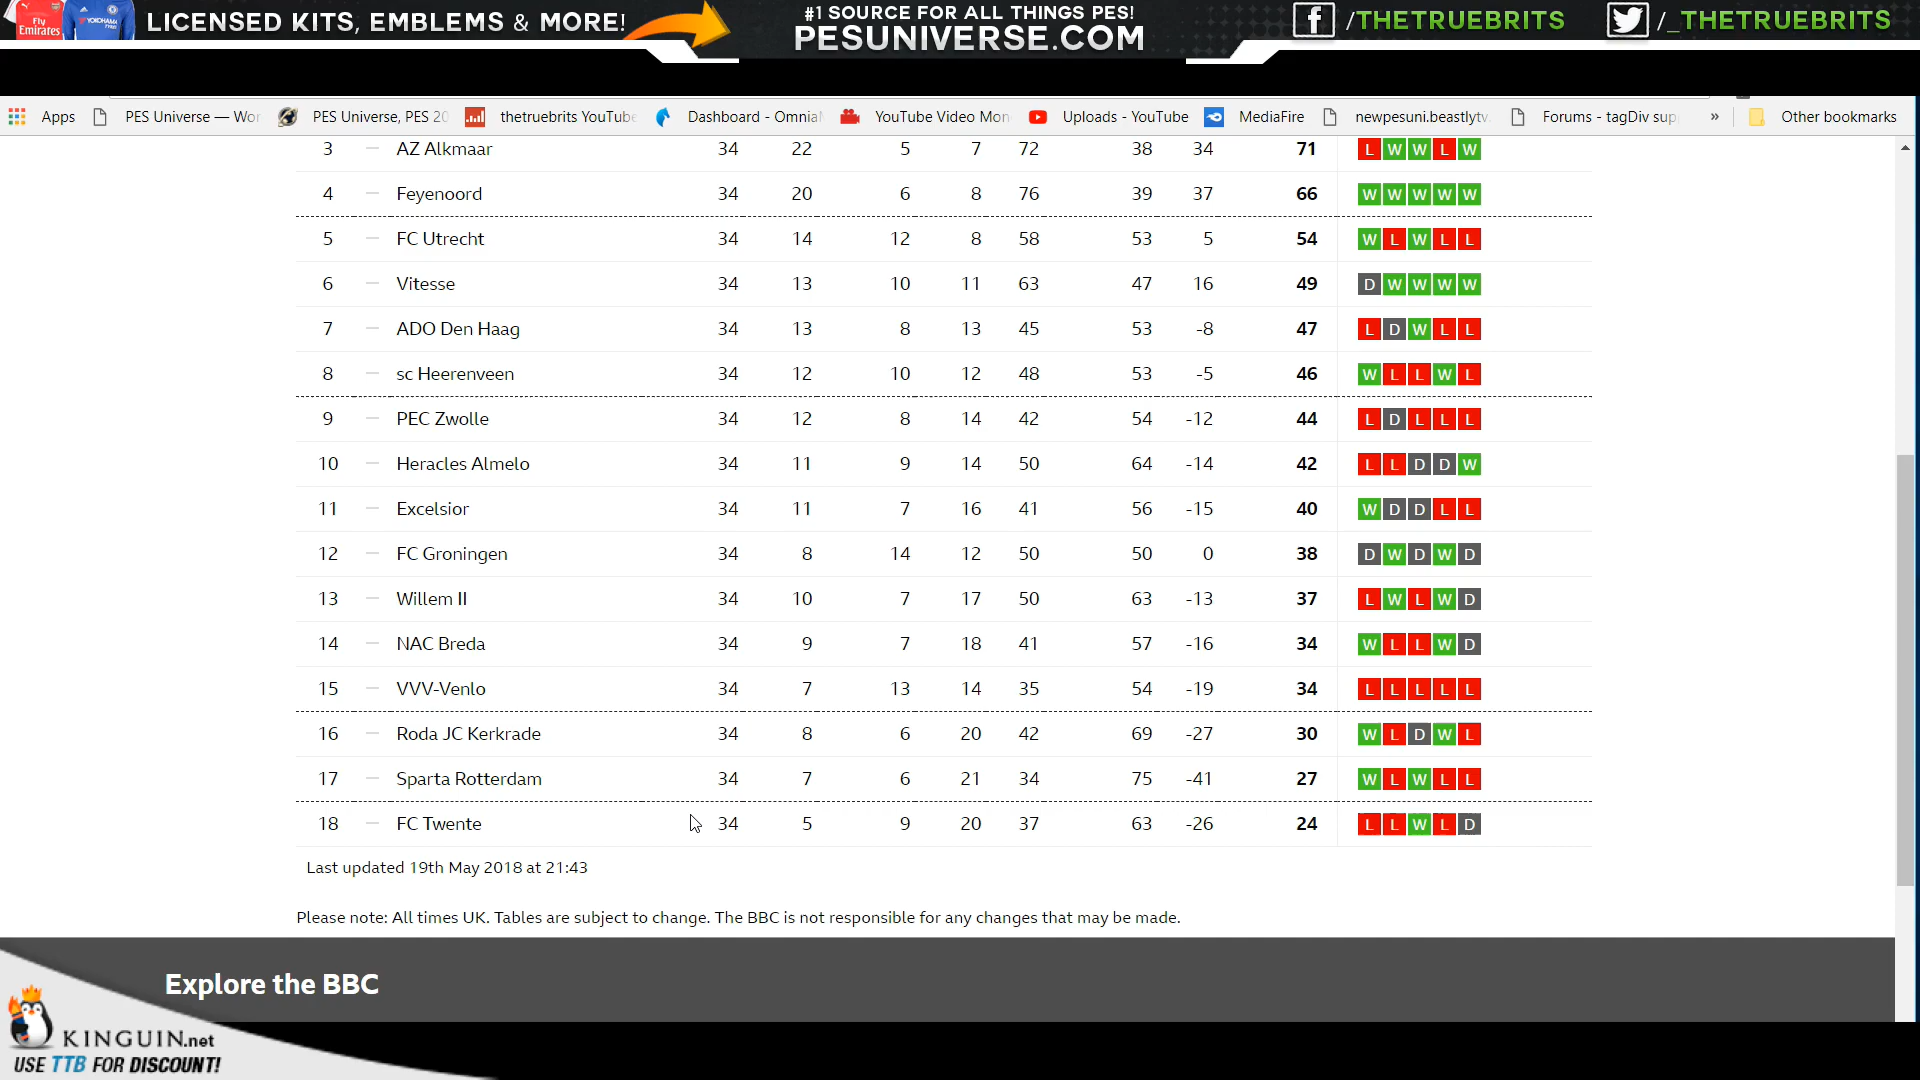 Fly Emirates YOKOHAMA LICENSED KITS, EMBLEMS & MORE! #1 SOURCE FOR ALL THINGS PES! /THETRUEBRITS /_THETRUEBRITS
PESUNIVERSE.COM
Apps PES Universe — Wor PES Universe, PES 20 thetruebrits YouTube Dashboard - Omnia YouTube Video Mon Uploads - YouTube MediaFire newpesuni.beastlytv. Forums - tagDiv sup » Other bookmarks
3 — AZ Alkmaar 34 22 5 7 72 38 34 71 L W W L W
4 — Feyenoord 34 20 6 8 76 39 37 66 W W W W W
5 — FC Utrecht 34 14 12 8 58 53 5 54 W L W L L
6 — Vitesse 34 13 10 11 63 47 16 49 D W W W W
7 — ADO Den Haag 34 13 8 13 45 53 -8 47 L D W L L
8 — sc Heerenveen 34 12 10 12 48 53 -5 46 W L L W L
9 — PEC Zwolle 34 12 8 14 42 54 -12 44 L D L L L
10 — Heracles Almelo 34 11 9 14 50 64 -14 42 L L D D W
11 — Excelsior 34 11 7 16 41 56 -15 40 W D D L L
12 — FC Groningen 34 8 14 12 50 50 0 38 D W D W D
13 — Willem II 34 10 7 17 50 63 -13 37 L W L W D
14 — NAC Breda 34 9 7 18 41 57 -16 34 W L L W D
15 — VVV-Venlo 34 7 13 14 35 54 -19 34 L L L L L
16 — Roda JC Kerkrade 34 8 6 20 42 69 -27 30 W L D W L
17 — Sparta Rotterdam 34 7 6 21 34 75 -41 27 W L W L L
18 — FC Twente 34 5 9 20 37 63 -26 24 L L W L D
Last updated 19th May 2018 at 21:43
Please note: All times UK. Tables are subject to change. The BBC is not responsible for any changes that may be made.
Explore the BBC
KINGUIN.net
USE TTB FOR DISCOUNT!